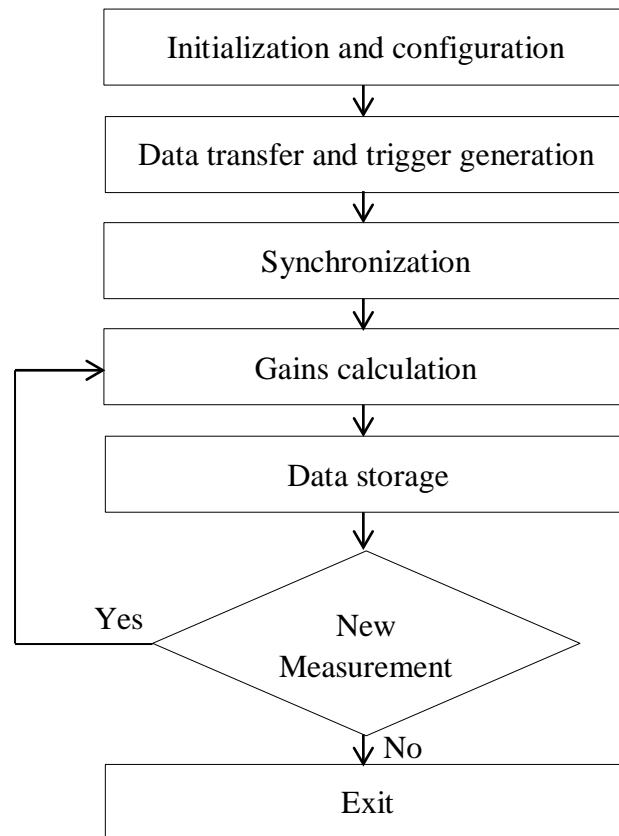 Initialization and configuration
Data transfer and trigger generation
Synchronization
Gains calculation
Data storage
Yes
New
Measurement
No
Exit